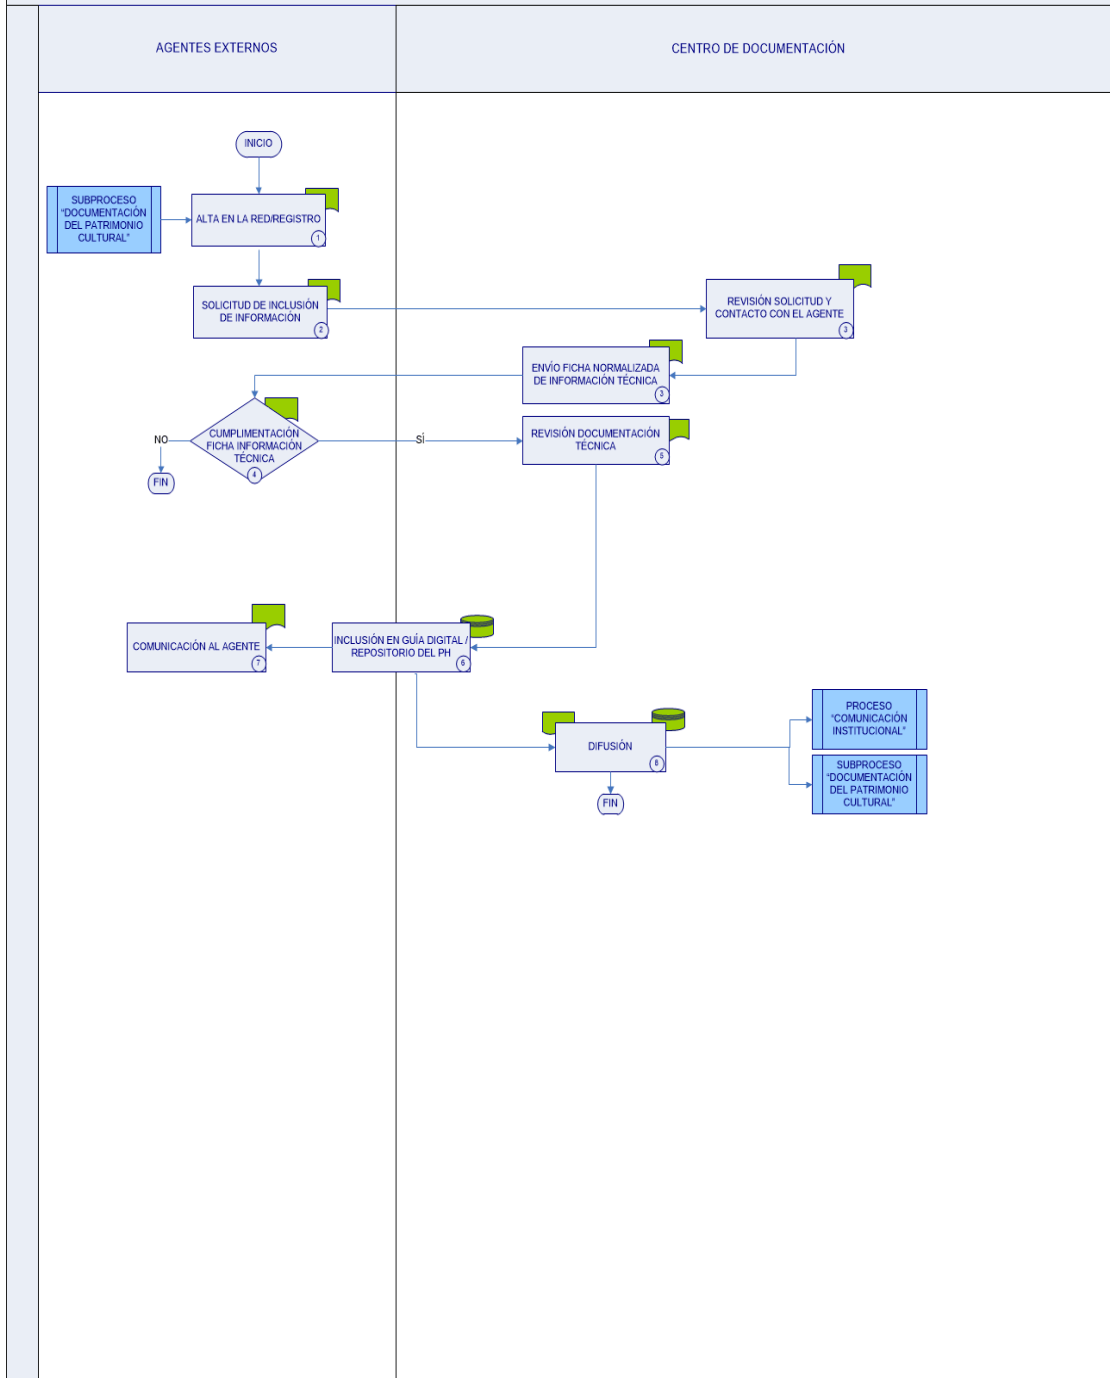 AGENTES EXTERNOS
CENTRO DE DOCUMENTACIÓN
INICIO
SUBPROCESO
“DOCUMENTACIÓN
DEL PATRIMONIO
CULTURAL”
ALTA EN LA RED/REGISTRO
1
SOLICITUD DE INCLUSIÓN
DE INFORMACIÓN
2
REVISIÓN SOLICITUD Y
CONTACTO CON EL AGENTE
3
ENVÍO FICHA NORMALIZADA
DE INFORMACIÓN TÉCNICA
3
CUMPLIMENTACIÓN
FICHA INFORMACIÓN
TÉCNICA
4
NO
SÍ
FIN
REVISIÓN DOCUMENTACIÓN
TÉCNICA
5
COMUNICACIÓN AL AGENTE
7
INCLUSIÓN EN GUÍA DIGITAL /
REPOSITORIO DEL PH
6
DIFUSIÓN
8
FIN
PROCESO
“COMUNICACIÓN
INSTITUCIONAL”
SUBPROCESO
“DOCUMENTACIÓN
DEL PATRIMONIO
CULTURAL”